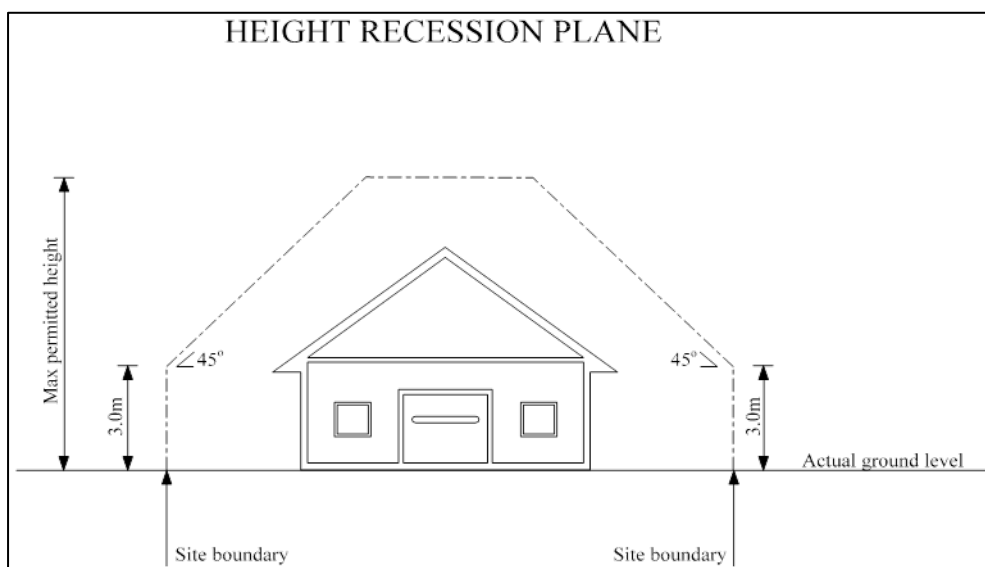 HEIGHT RECESSION PLANE
Max permitted height
3.0m
45°
45°
3.0m
Actual ground level
Site boundary
Site boundary